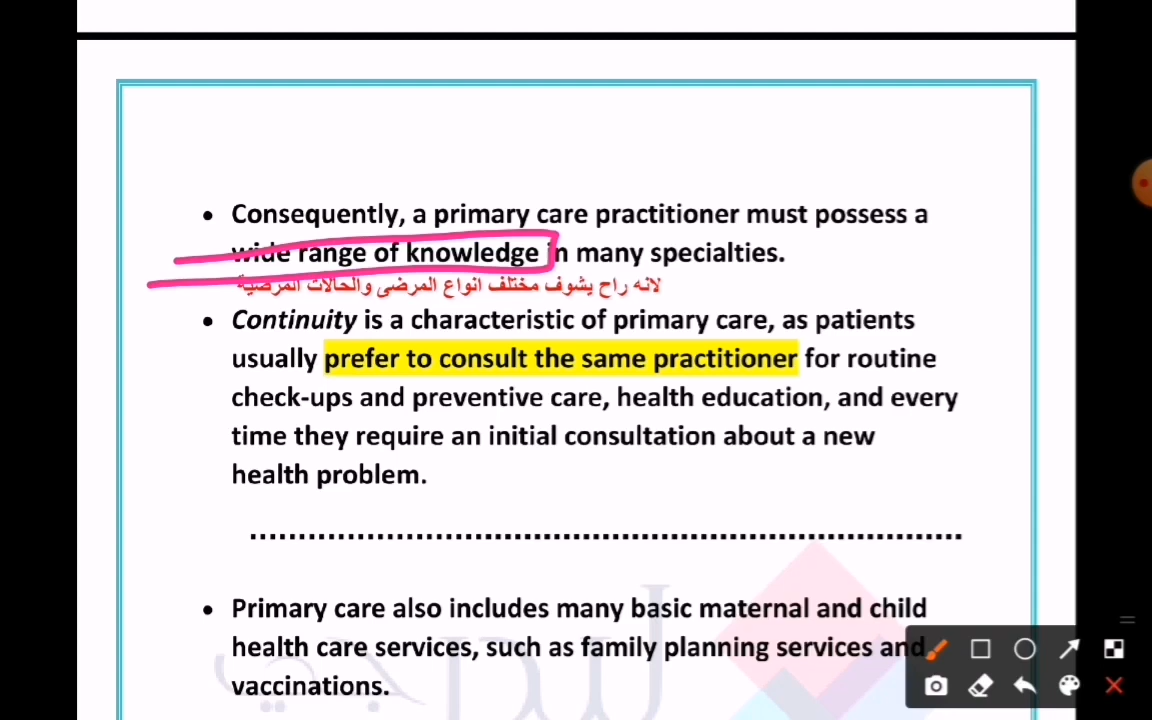 • Consequently, a primary care practitioner must possess a
wide range of knowledge in many specialties.
لانه راح يشوف مختلف انواع المرضى والحالات المرضية
• Continuity is a characteristic of primary care, as patients
usually prefer to consult the same practitioner for routine
check-ups and preventive care, health education, and every
time they require an initial consultation about a new
health problem.
......................................................................
• Primary care also includes many basic maternal and child
health care services, such as family planning services and
vaccinations.